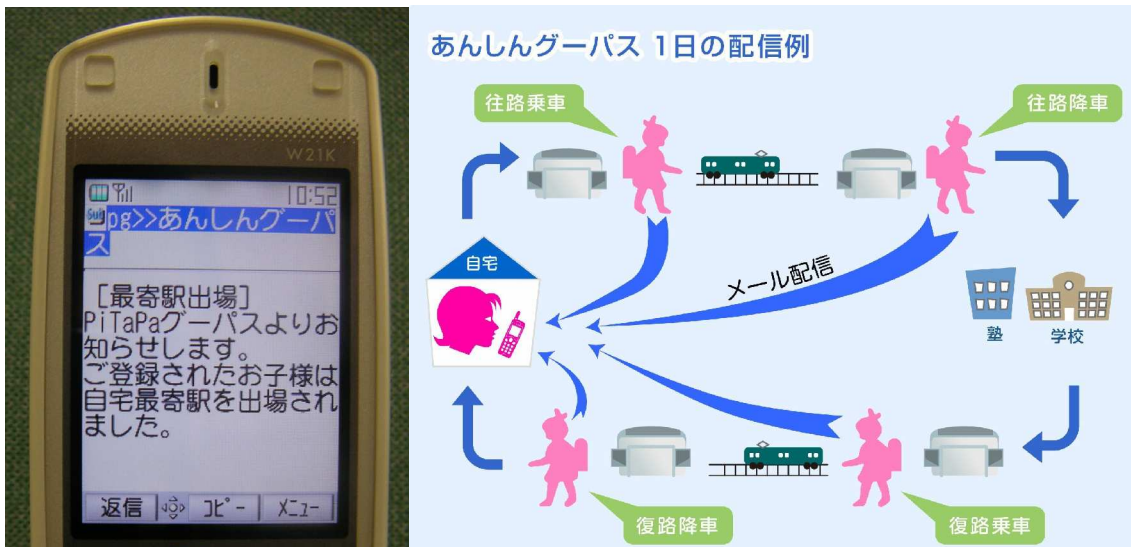 W21K
10:52
pg>>あんしんグーパ
ス
[最寄駅出場]
PiTaPaグーパスよりお
知らせします。
ご登録されたお子様は
自宅最寄駅を出場され
ました。
返信 コピー メニュー
あんしんグーパス 1日の配信例
往路乗車
往路降車
自宅
メール配信
塾
学校
復路降車
復路乗車